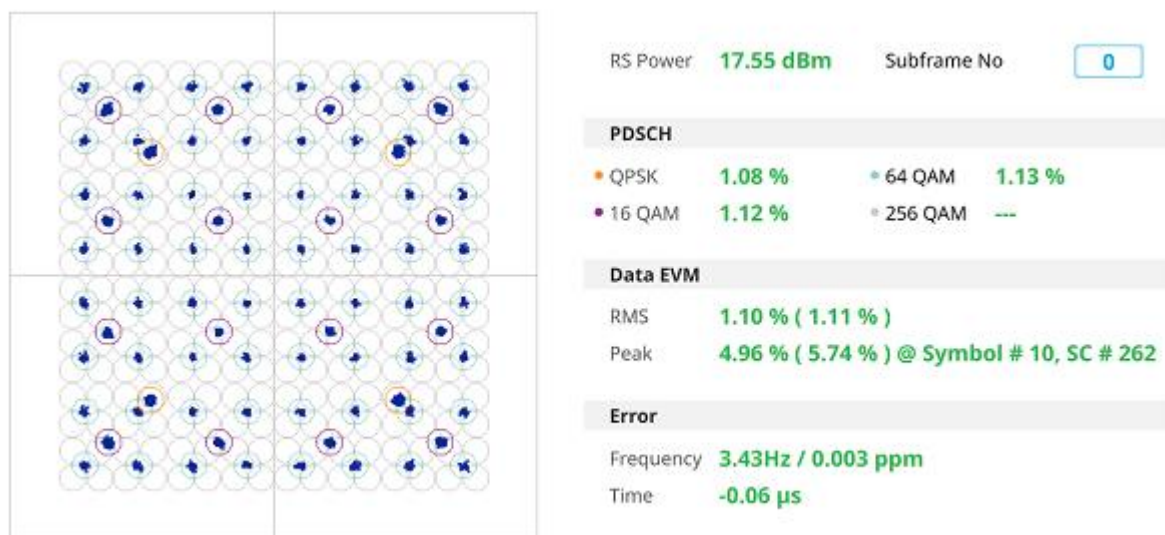 RS Power 17.55 dBm Subframe No 0
PDSCH
QPSK 1.08 % 64 QAM 1.13 %
16 QAM 1.12 % 256 QAM ---
Data EVM
RMS 1.10 % ( 1.11 % )
Peak 4.96 % ( 5.74 % ) @ Symbol # 10, SC # 262
Error
Frequency 3.43Hz / 0.003 ppm
Time -0.06 µs